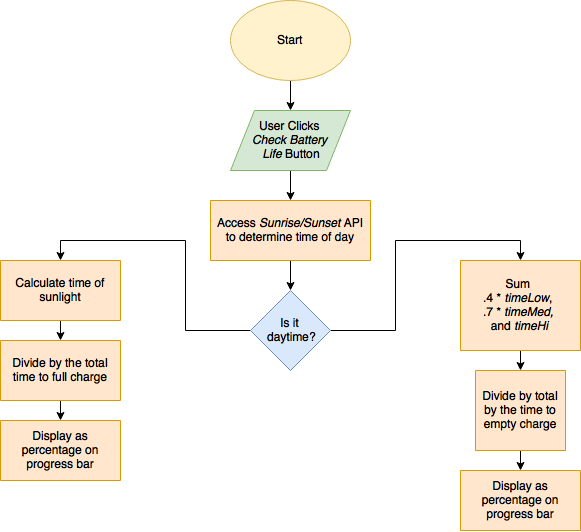 Start
User Clicks
Check Battery
Life Button
Access Sunrise/Sunset API
to determine time of day
Is it
daytime?
Calculate time of
sunlight
Divide by the total
time to full charge
Display as
percentage on
progress bar
Sum
.4 * timeLow,
.7 * timeMed,
and timeHi
Divide by total
by the time to
empty charge
Display as
percentage on
progress bar